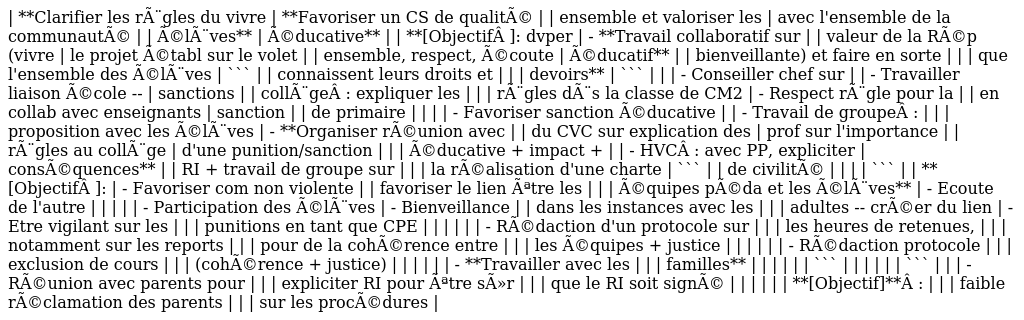 | **Clarifier les rÃ¨gles du vivre | **Favoriser un CS de qualitÃ© | | ensemble et valoriser les | avec l'ensemble de la
communautÃ© | | Ã©lÃ¨ves** | Ã©ducative** | | **[ObjectifÂ ]: dvper | - **Travail collaboratif sur | | valeur de la RÃ©p
(vivre | le projet Ã©tabl sur le volet | | ensemble, respect, Ã©coute | Ã©ducatif** | | bienveillante) et faire en sorte | | | que
l'ensemble des Ã©lÃ¨ves | ``` | | connaissent leurs droits et | | | devoirs** | ``` | | | - Conseiller chef sur | | - Travailler
liaison Ã©cole -- | sanctions | | collÃ¨geÂ : expliquer les | | | rÃ¨gles dÃ¨s la classe de CM2 | - Respect rÃ¨gle pour la | | en
collab avec enseignants | sanction | | de primaire | | | | - Favoriser sanction Ã©ducative | | - Travail de groupeÂ : | | |
proposition avec les Ã©lÃ¨ves | - **Organiser rÃ©union avec | | du CVC sur explication des | prof sur l'importance | |
rÃ¨gles au collÃ¨ge | d'une punition/sanction | | | Ã©ducative + impact + | | - HVCÂ : avec PP, expliciter |
consÃ©quences** | | RI + travail de groupe sur | | | la rÃ©alisation d'une charte | ``` | | de civilitÃ© | | | | | ``` | | **
[ObjectifÂ ]: | - Favoriser com non violente | | favoriser le lien Ãªtre les | | | Ã©quipes pÃ©da et les Ã©lÃ¨ves** | - Ecoute
de l'autre | | | | | - Participation des Ã©lÃ¨ves | - Bienveillance | | dans les instances avec les | | | adultes -- crÃ©er du lien | -
Etre vigilant sur les | | | punitions en tant que CPE | | | | | | - RÃ©daction d'un protocole sur | | | les heures de retenues, | | |
notamment sur les reports | | | pour de la cohÃ©rence entre | | | les Ã©quipes + justice | | | | | | - RÃ©daction protocole | | |
exclusion de cours | | | (cohÃ©rence + justice) | | | | | | - **Travailler avec les | | | familles** | | | | | | ``` | | | | | | ``` | | | -
RÃ©union avec parents pour | | | expliciter RI pour Ãªtre sÃ»r | | | que le RI soit signÃ© | | | | | | **[Objectif]**Â : | | | faible
rÃ©clamation des parents | | | sur les procÃ©dures |